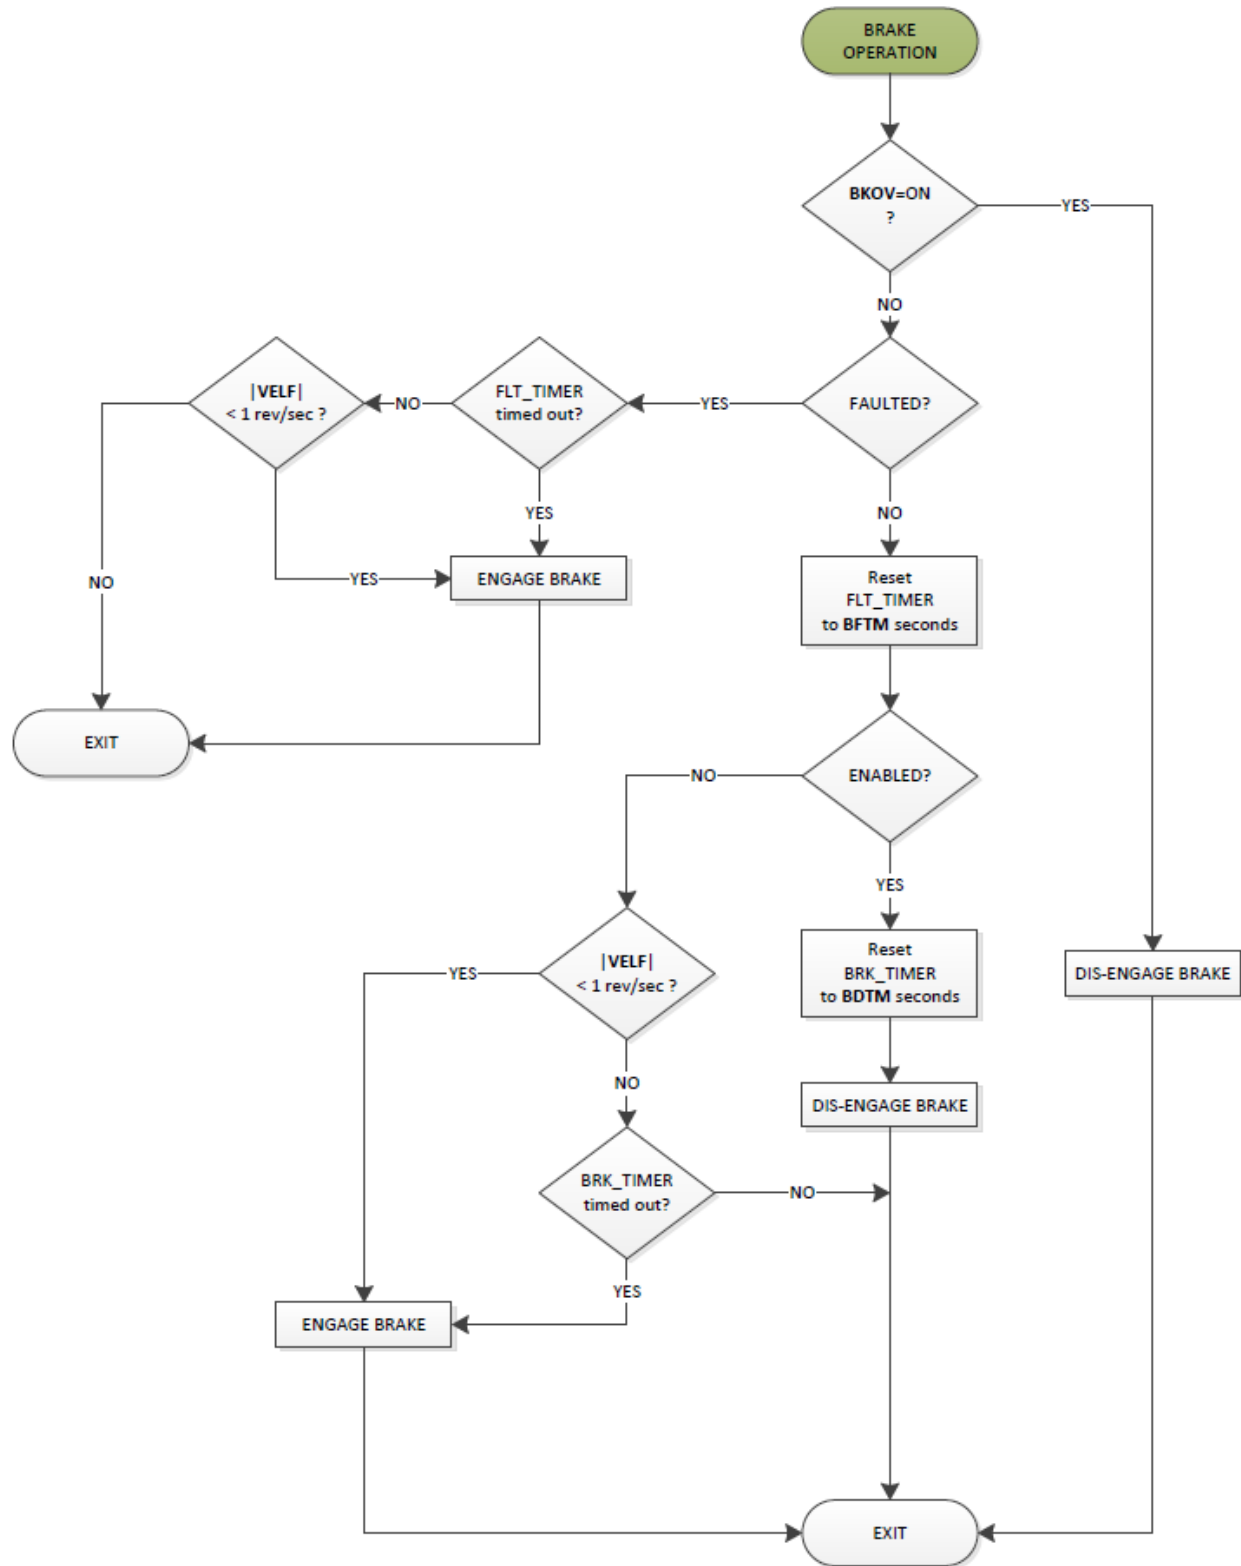 BRAKE
OPERATION
BKOV=ON
?
YES
NO
|VELF|
< 1 rev/sec ?
NO
FLT_TIMER
timed out?
YES
FAULTED?
YES
NO
NO
YES
ENGAGE BRAKE
Reset
FLT_TIMER
to BFTM seconds
EXIT
NO
ENABLED?
YES
YES
|VELF|
< 1 rev/sec ?
Reset
BRK_TIMER
to BDTM seconds
DIS-ENGAGE BRAKE
NO
DIS-ENGAGE BRAKE
BRK_TIMER
timed out?
NO
YES
ENGAGE BRAKE
EXIT